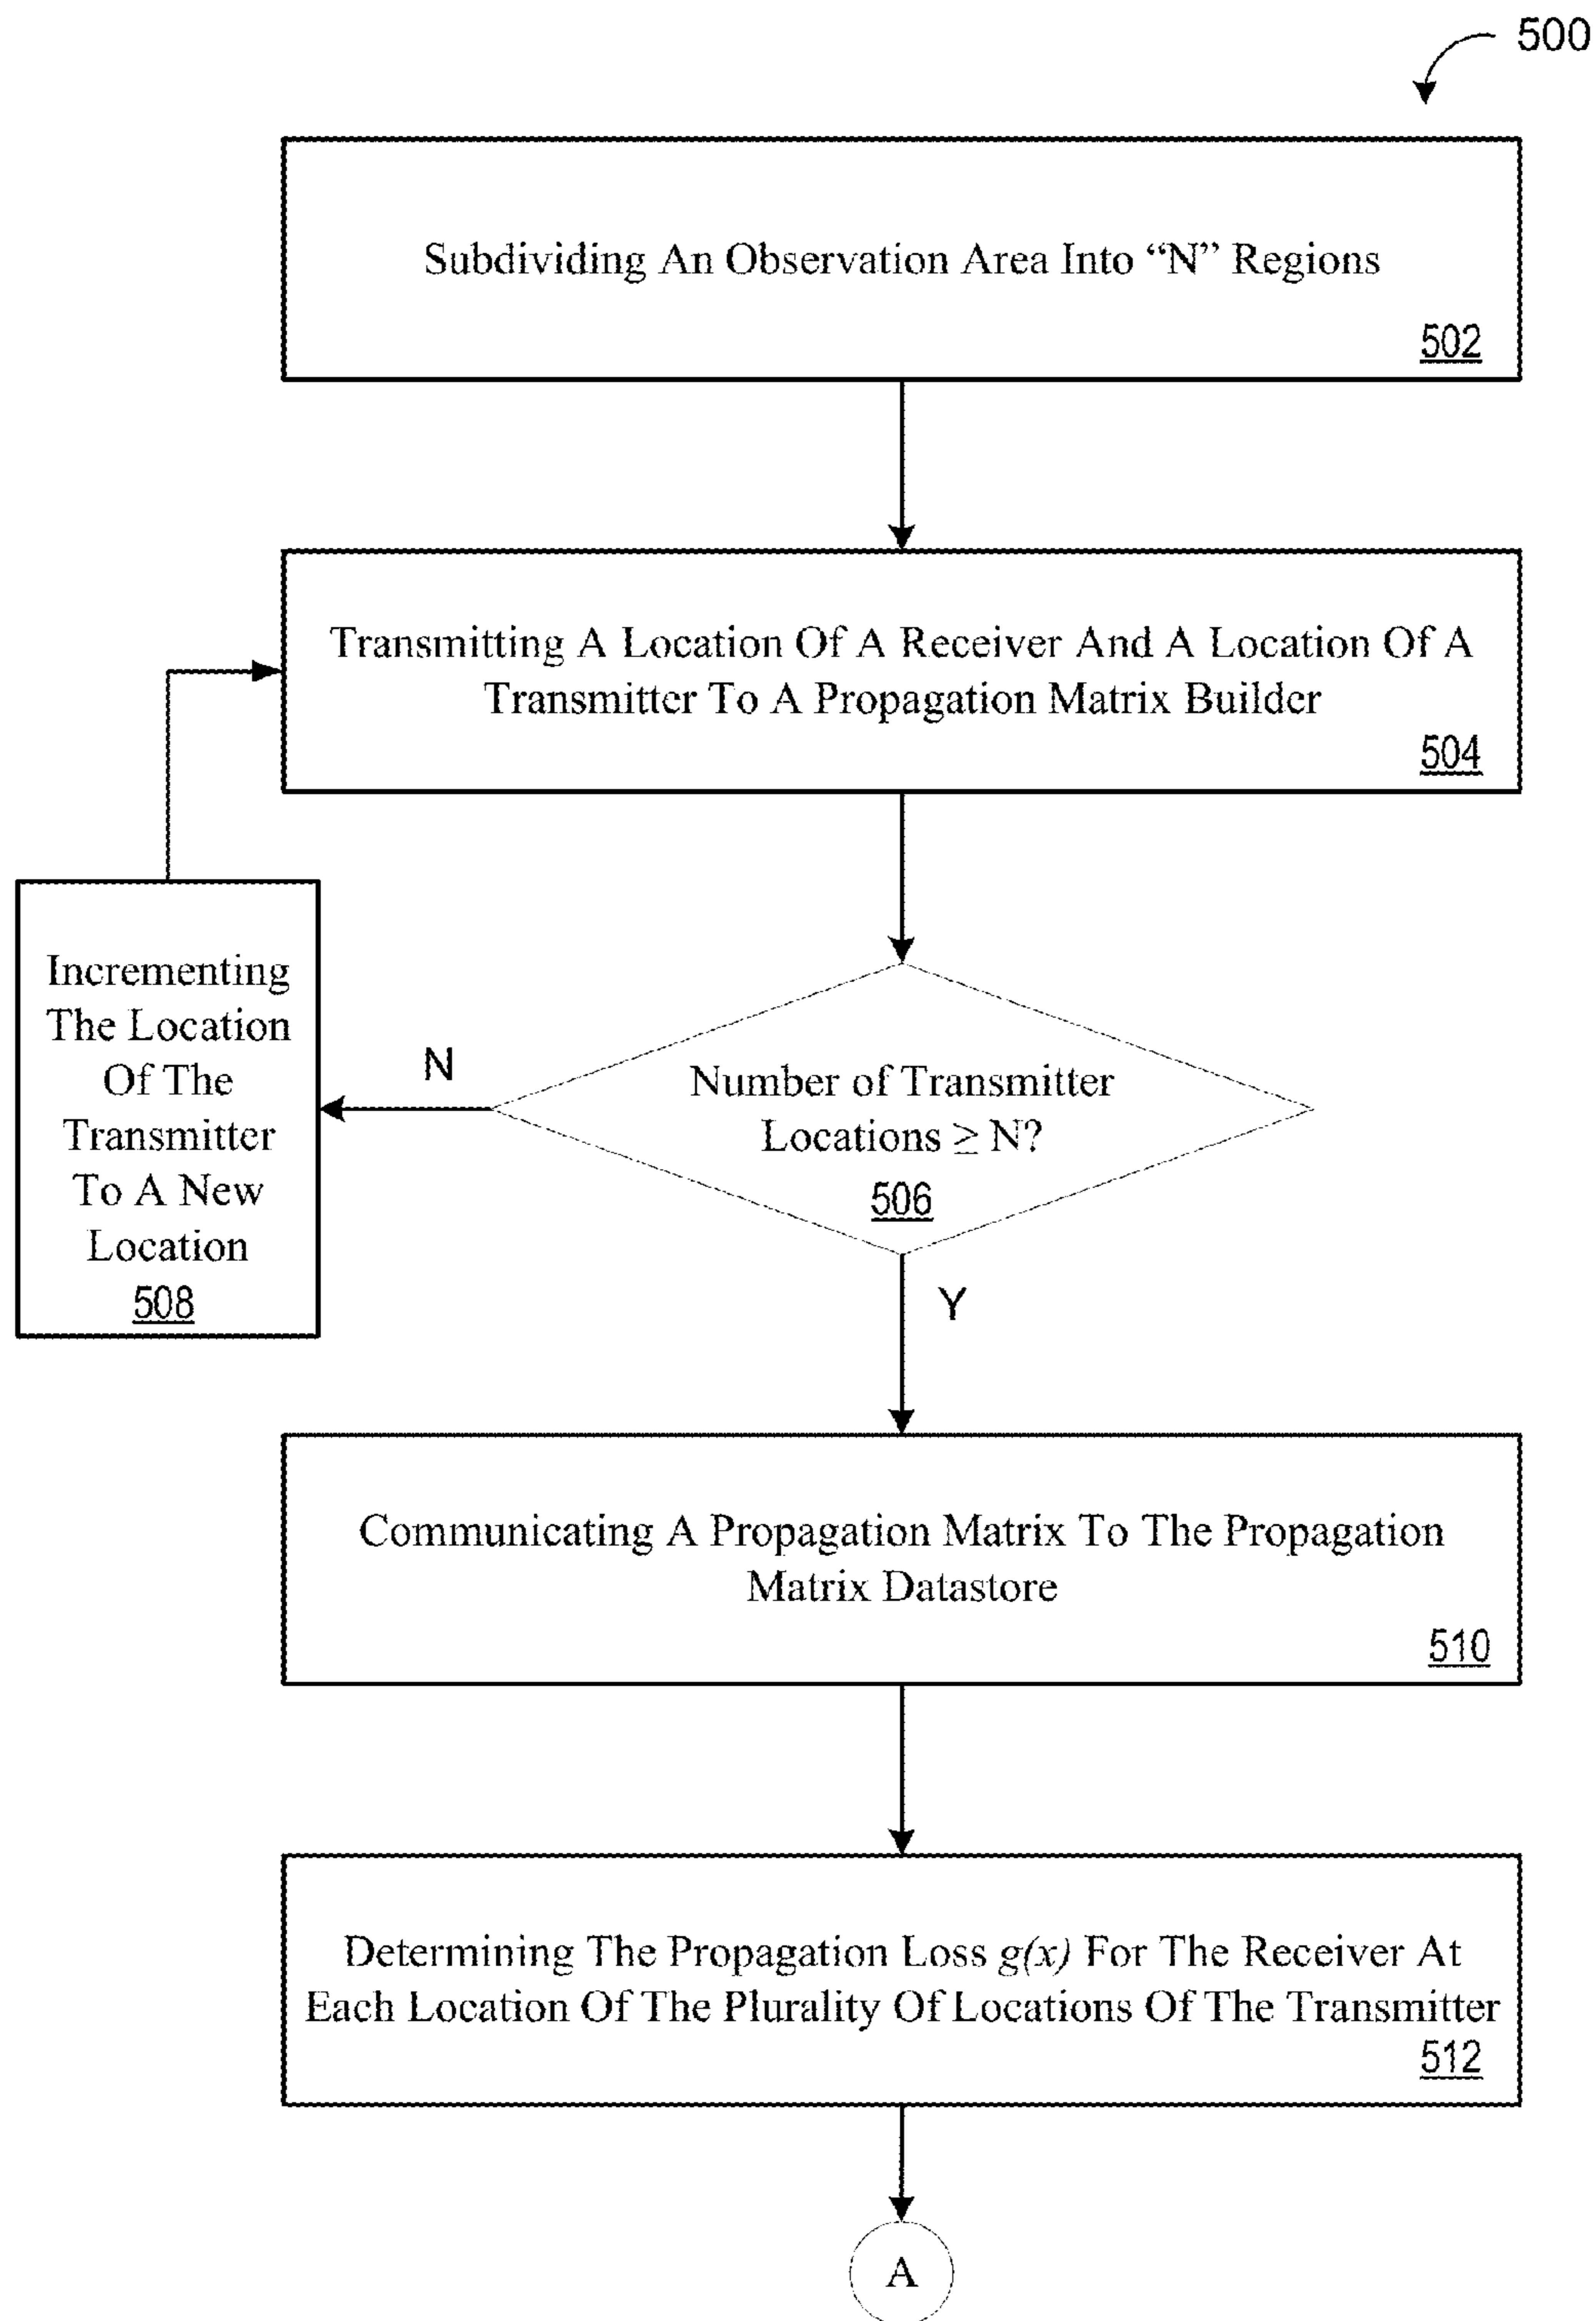 500
Subdividing An Observation Area Into “N” Regions
502
Transmitting A Location Of A Receiver And A Location Of A
Transmitter To A Propagation Matrix Builder
504
Incrementing
The Location
Of The
Transmitter
To A New
Location
508
N
Number of Transmitter
Locations ≥ N?
506
Y
Communicating A Propagation Matrix To The Propagation
Matrix Datastore
510
Determining The Propagation Loss g(x) For The Receiver At
Each Location Of The Plurality Of Locations Of The Transmitter
512
A